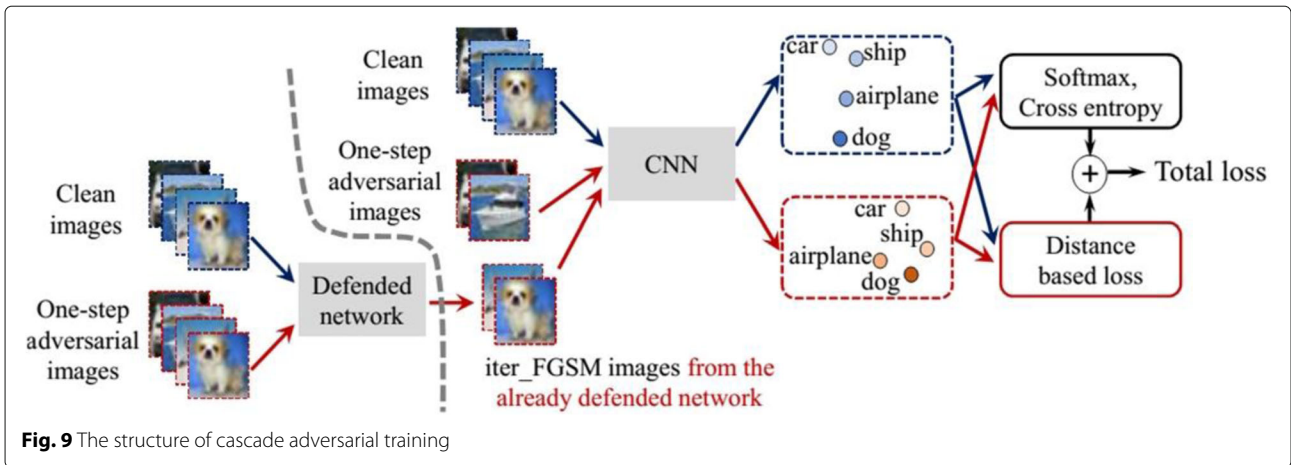 Clean
images
One-step
adversarial
images
Defended
network
Clean
images
One-step
adversarial
images
iter_FGSM images from the
already defended network
CNN
car
ship
airplane
dog
car
ship
airplane
dog
Softmax,
Cross entropy
+
Total loss
Distance
based loss
Fig. 9 The structure of cascade adversarial training